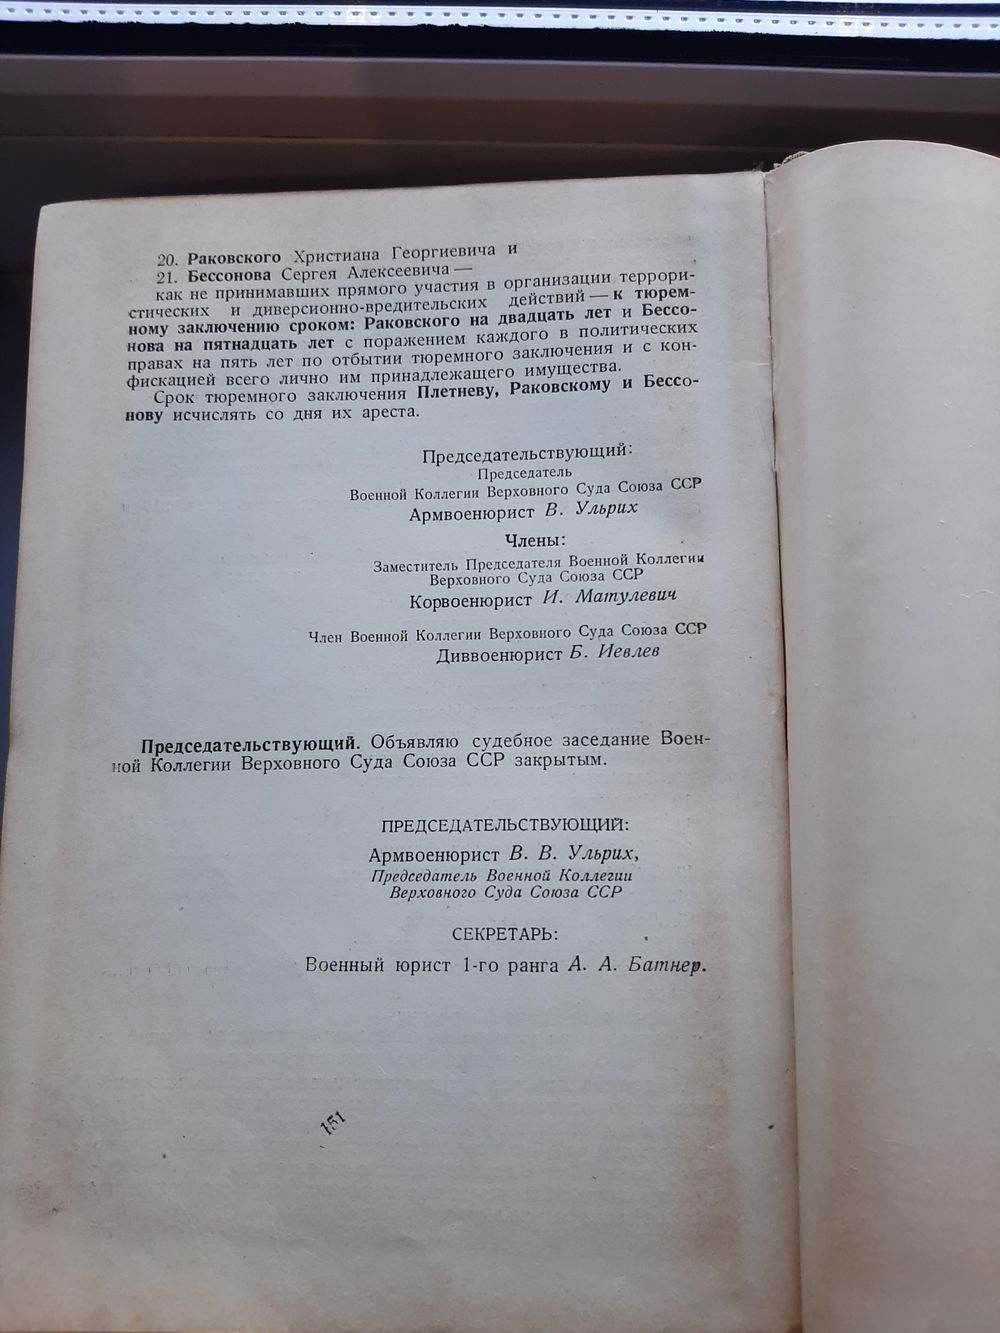 20. Раковского Христиана Георгиевича и
21. Бессонова Сергея Алексеевича —
как не принимавших прямого участия в организации террори-
стических и диверсионно-вредительских действий — к тюрем-
ному заключению сроком: Раковского на двадцать лет и Бессо-
нова на пятнадцать лет с поражением каждого в политических
правах на пять лет по отбытии тюремного заключения и с кон-
фискацией всего лично им принадлежащего имущества.
Срок тюремного заключения Плетневу, Раковскому и Бессо-
нову исчислять со дня их ареста.
Председательствующий:
Председатель
Военной Коллегии Верховного Суда Союза ССР
Армвоенюрист В. Ульрих
Члены:
Заместитель Председателя Военной Коллегии
Верховного Суда Союза ССР
Корвоенюрист И. Матулевич
Член Военной Коллегии Верховного Суда Союза ССР
Диввоенюрист Б. Иевлев
Председательствующий. Объявляю судебное заседание Воен-
ной Коллегии Верховного Суда Союза ССР закрытым.
ПРЕДСЕДАТЕЛЬСТВУЮЩИЙ:
Армвоенюрист В. В. Ульрих,
Председатель Военной Коллегии
Верховного Суда Союза ССР
СЕКРЕТАРЬ:
Военный юрист 1-го ранга А. А. Батнер.
151